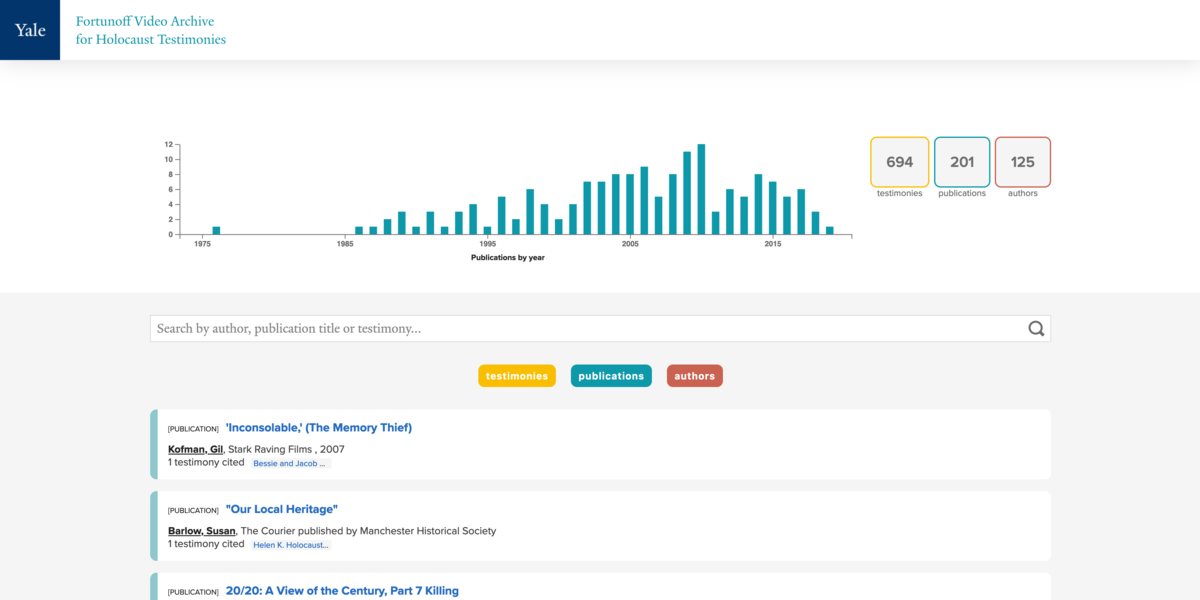 Yale
Fortunoff Video Archive
for Holocaust Testimonies
12
10
8
6
4
2
0
1975 1985 1995 2005 2015
Publications by year
694 201 125
testimonies publications authors
Search by author, publication title or testimony...
testimonies publications authors
[PUBLICATION] 'Inconsolable,' (The Memory Thief)
Kofman, Gil, Stark Raving Films , 2007
1 testimony cited Bessie and Jacob ...
[PUBLICATION] "Our Local Heritage"
Barlow, Susan, The Courier published by Manchester Historical Society
1 testimony cited Helen K. Holocaust...
[PUBLICATION] 20/20: A View of the Century, Part 7 Killing